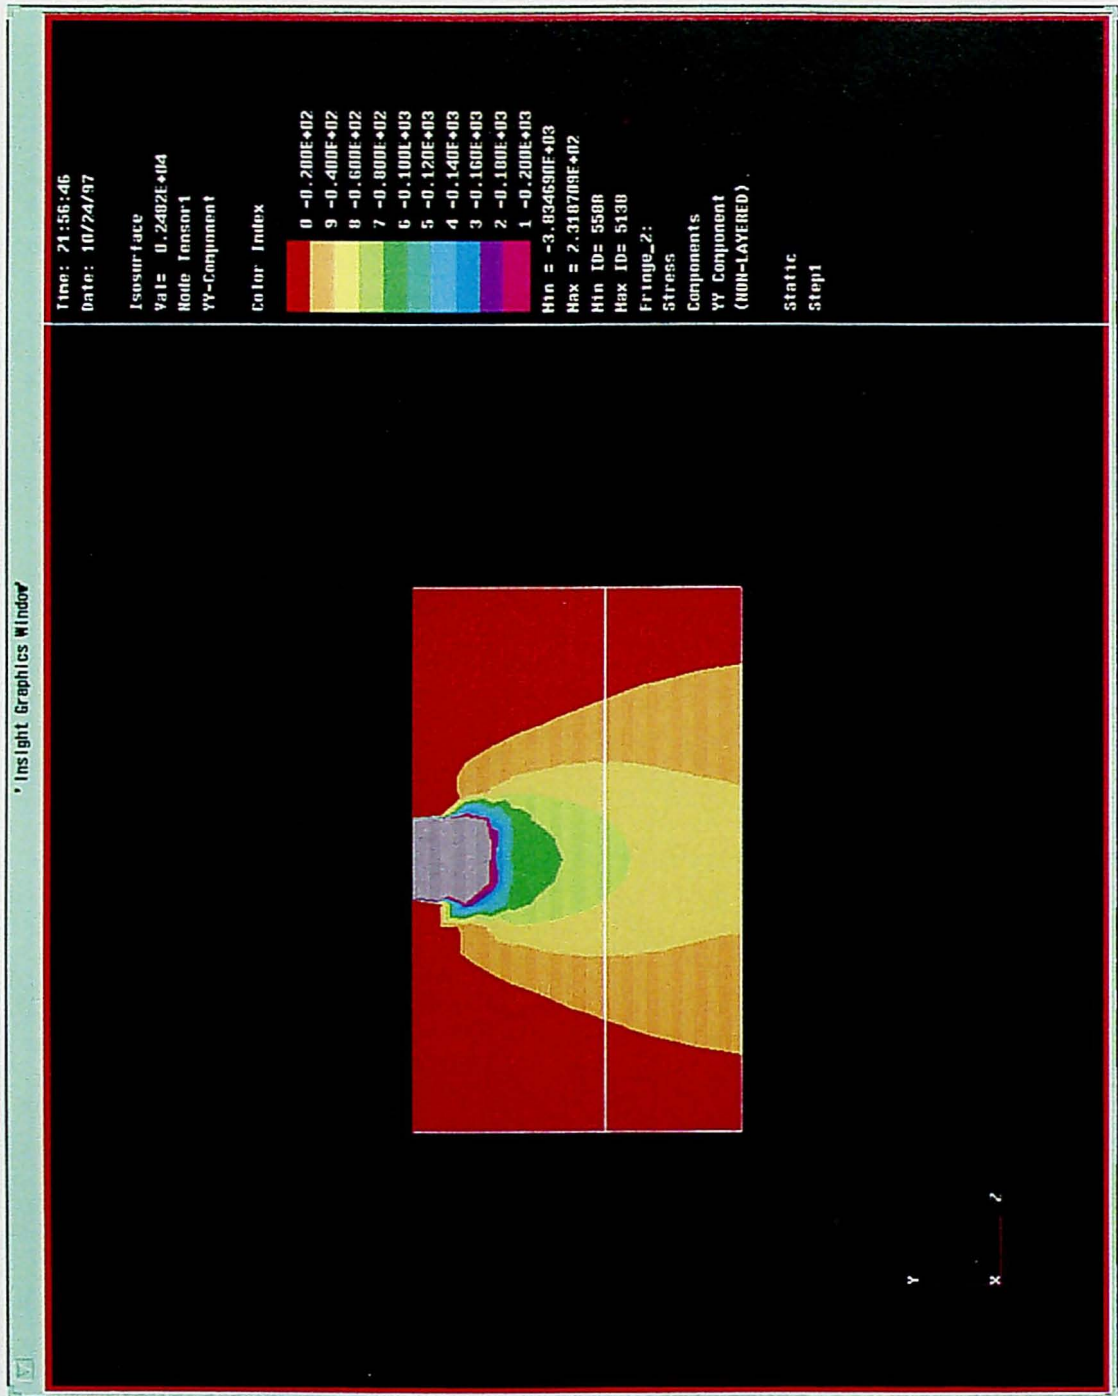 'Insight Graphics Window'
Time: 21:56:46
Date: 10/24/97
Isosurface
Val= 0.2482E+04
Node Tensor1
YY-Component
Color Index
0 -0.200E+02
9 -0.400E+02
8 -0.600E+02
7 -0.800E+02
6 -0.100E+03
5 -0.120E+03
4 -0.140E+03
3 -0.160E+03
2 -0.180E+03
1 -0.200E+03
Min = -3.834690E+03
Max = 2.318709E+02
Min ID= 5508
Max ID= 5138
Fringe_2:
Stress
Components
YY Component
(NON-LAYERED)
Static
Step1
Y
X Z